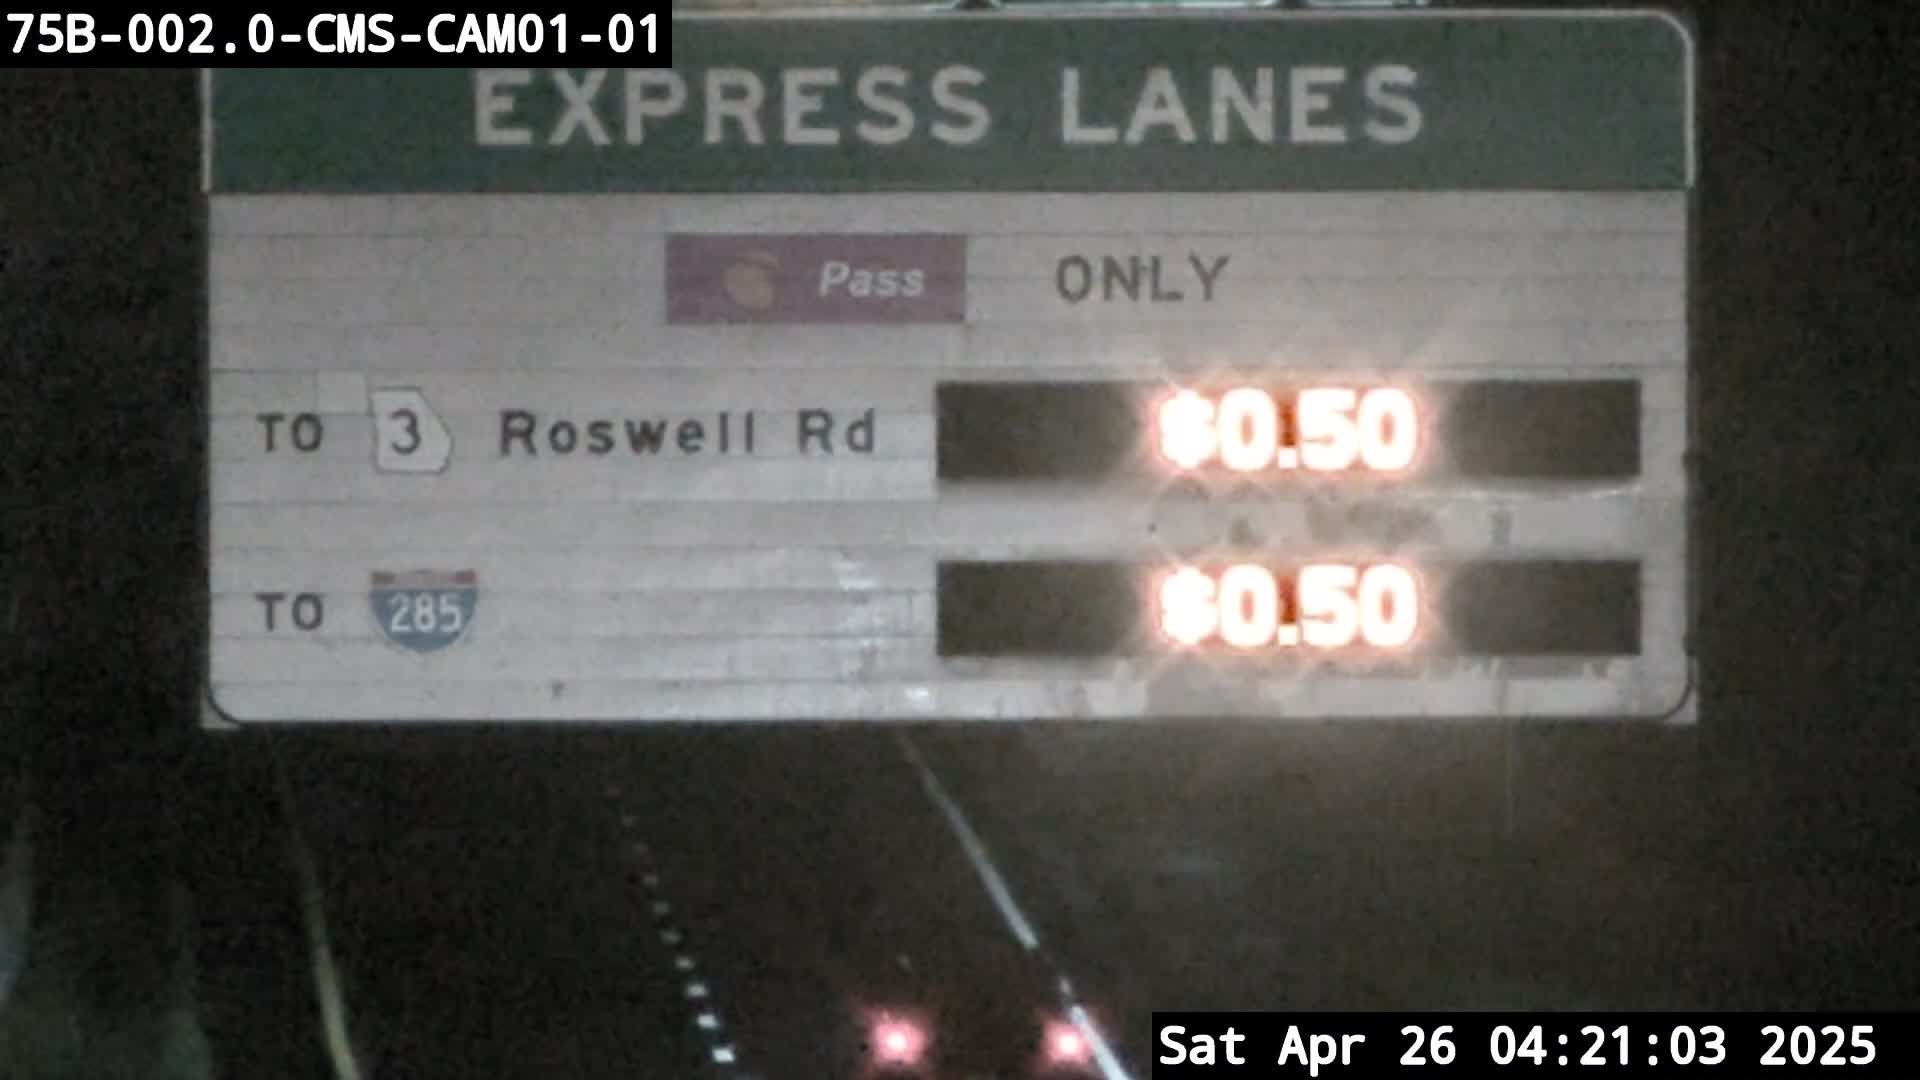 75B-002.0-CMS-CAM01-01
EXPRESS LANES
Pass ONLY
TO 3 Roswell Rd $0.50
TO 285 $0.50
Sat Apr 26 04:21:03 2025